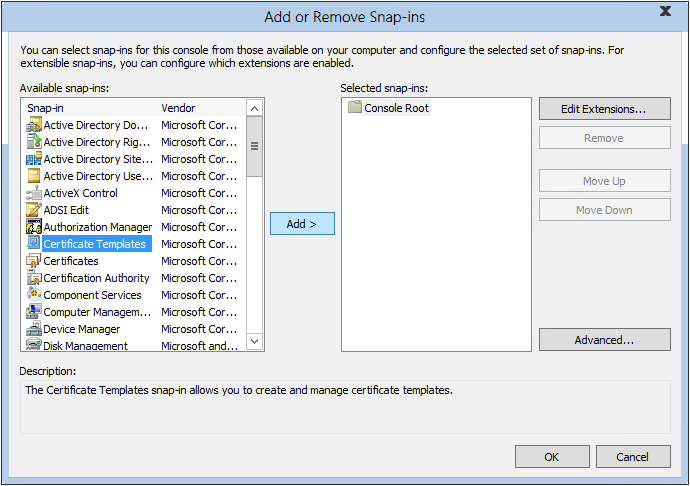 Add or Remove Snap-ins
You can select snap-ins for this console from those available on your computer and configure the selected set of snap-ins. For
extensible snap-ins, you can configure which extensions are enabled.
Available snap-ins:
Snap-in Vendor
Active Directory Do... Microsoft Cor...
Active Directory Rig... Microsoft Cor...
Active Directory Site... Microsoft Cor...
Active Directory Use... Microsoft Cor...
ActiveX Control Microsoft Cor...
ADSI Edit Microsoft Cor...
Authorization Manager Microsoft Cor...
Certificate Templates Microsoft Cor...
Certificates Microsoft Cor...
Certification Authority Microsoft Cor...
Component Services Microsoft Cor...
Computer Managem... Microsoft Cor...
Device Manager Microsoft Cor...
Disk Management Microsoft and...
Add >
Selected snap-ins:
Console Root
Edit Extensions...
Remove
Move Up
Move Down
Advanced...
Description:
The Certificate Templates snap-in allows you to create and manage certificate templates.
OK
Cancel